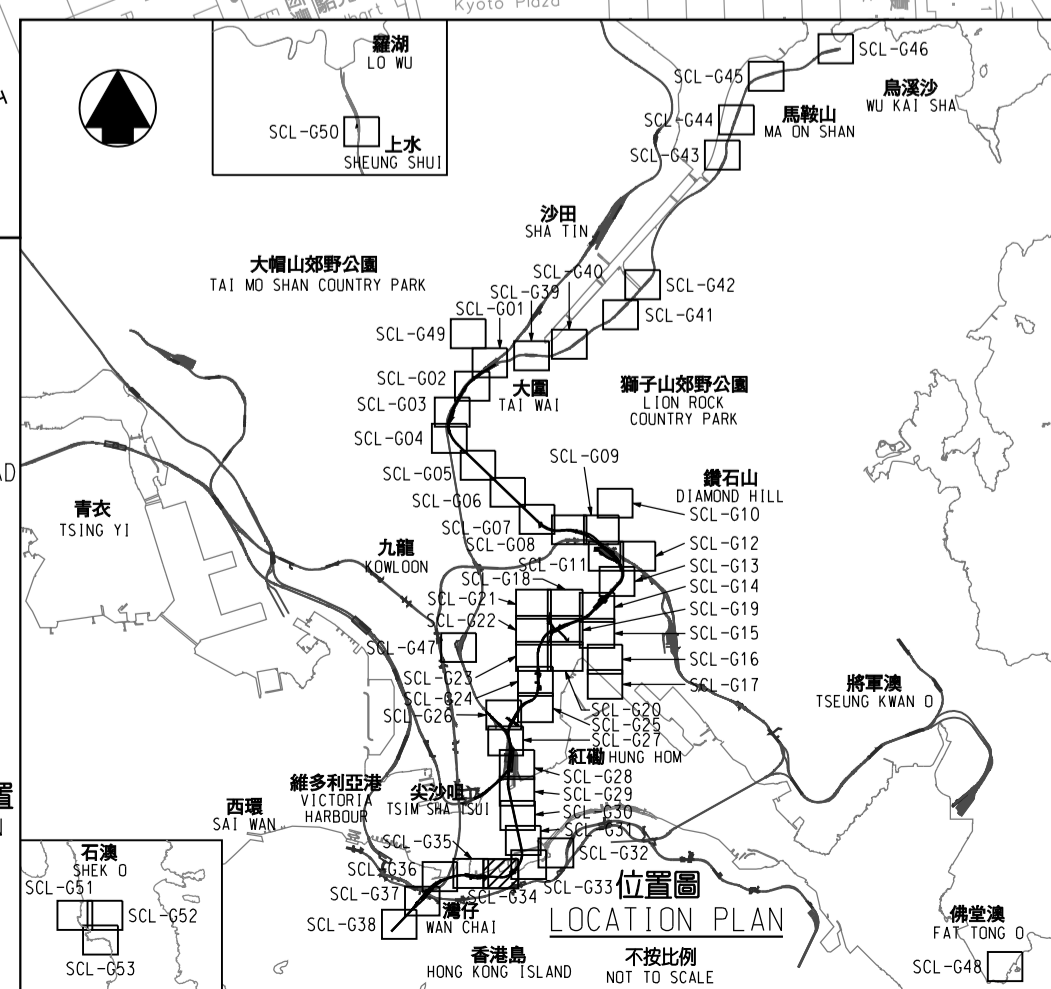 Kyoto Plaza
羅湖
LO WU
SCL-G50
上水
SHEUNG SHUI
SCL-G46
SCL-G45
烏溪沙
WU KAI SHA
SCL-G44
馬鞍山
MA ON SHAN
SCL-G43
沙田
SHA TIN
大帽山郊野公園
TAI MO SHAN COUNTRY PARK
SCL-G40
SCL-G39
SCL-G01
SCL-G42
SCL-G41
SCL-G49
SCL-G02
SCL-G03
大圍
TAI WAI
獅子山郊野公園
LION ROCK
COUNTRY PARK
SCL-G04
SCL-G05
SCL-G06
SCL-G07
SCL-G08
SCL-G09
鑽石山
DIAMOND HILL
SCL-G10
SCL-G11
SCL-G12
SCL-G13
SCL-G14
SCL-G19
SCL-G15
SCL-G16
SCL-G17
青衣
TSING YI
九龍
KOWLOON
SCL-G18
SCL-G21
SCL-G22
SCL-G47
SCL-G23
SCL-G24
SCL-G26
SCL-G20
SCL-G25
SCL-G27
紅磡 HUNG HOM
SCL-G28
SCL-G29
SCL-G30
SCL-G31
SCL-G32
SCL-G33
SCL-G34
SCL-G35
SCL-G36
SCL-G37
SCL-G38
將軍澳
TSEUNG KWAN O
維多利亞港
VICTORIA
HARBOUR
尖沙咀
TSIM SHA TSUI
西環
SAI WAN
灣仔
WAN CHAI
香港島
HONG KONG ISLAND
石澳
SHEK O
SCL-G51
SCL-G52
SCL-G53
位置圖
LOCATION PLAN
不按比例
NOT TO SCALE
佛堂澳
FAT TONG O
SCL-G48